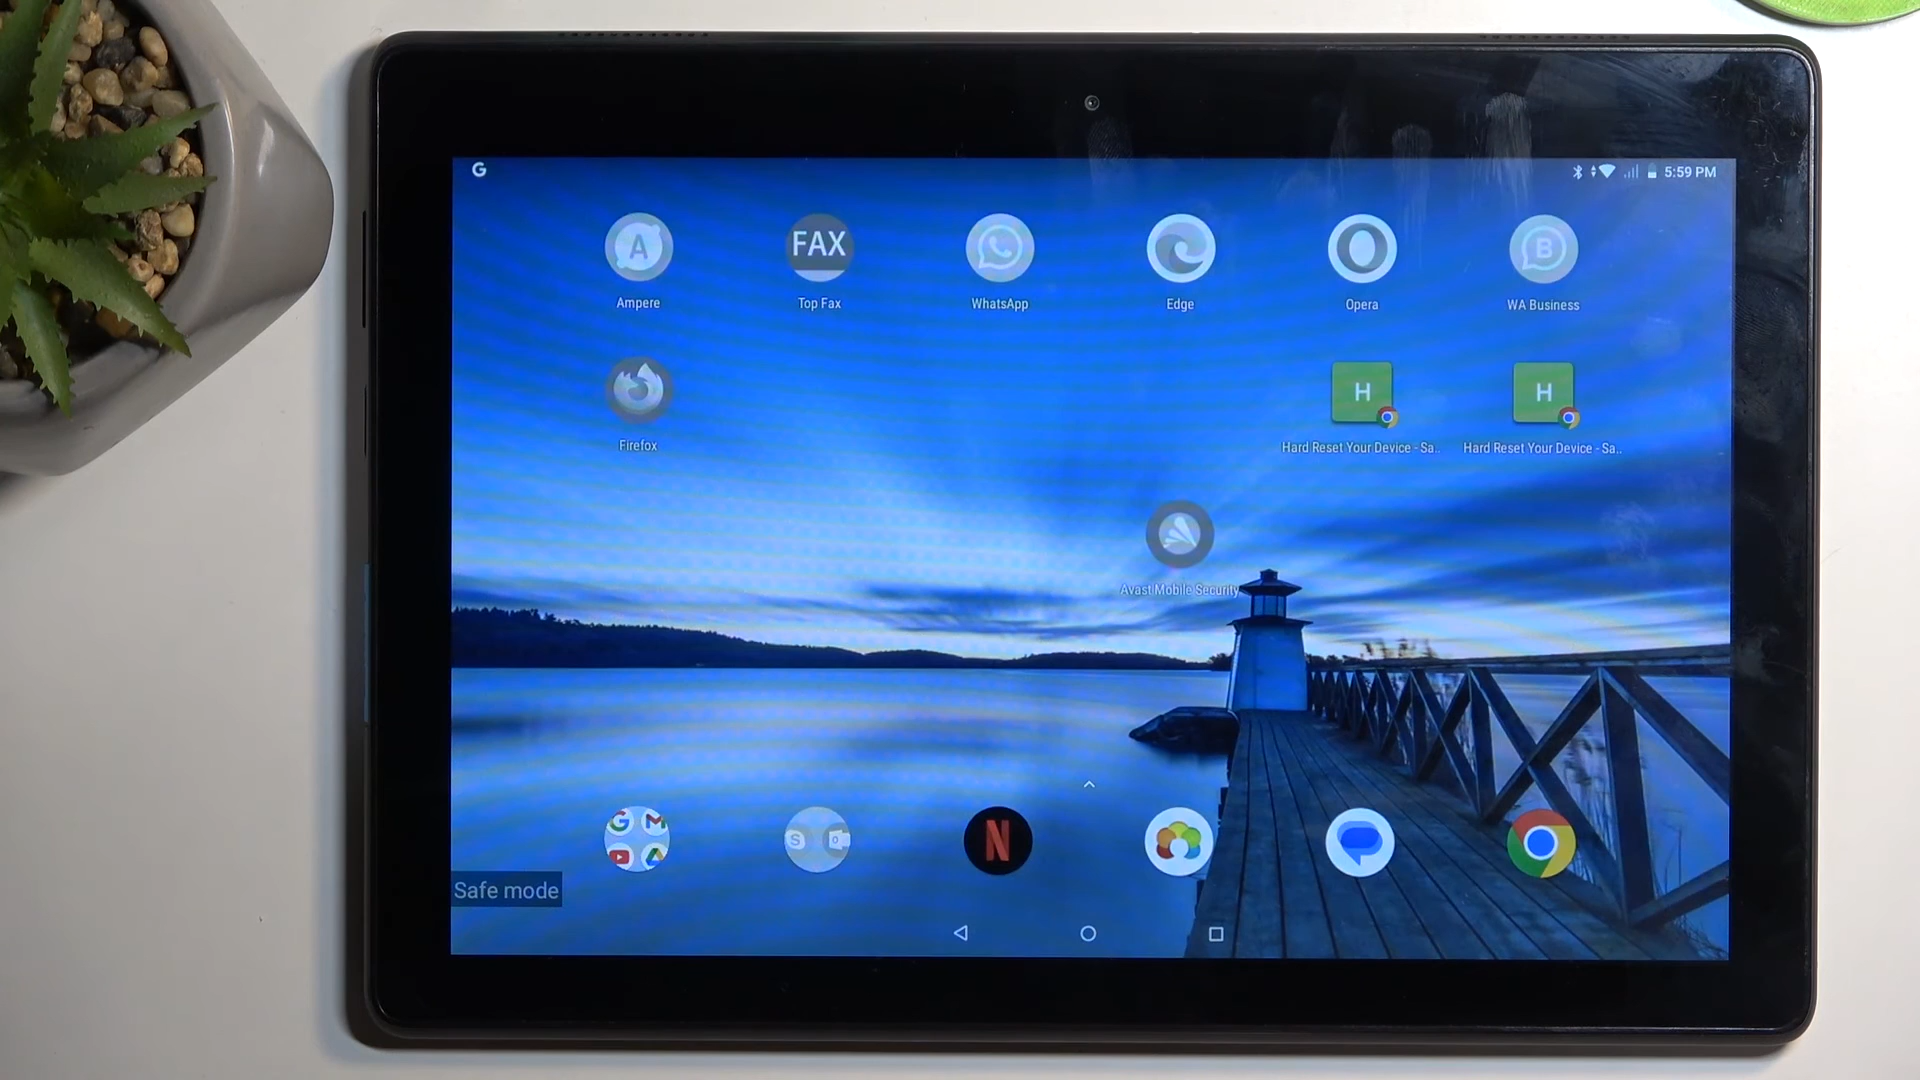 G 5:59 PM
A FAX B
Ampere Top Fax WhatsApp Edge Opera WA Business
H H
Firefox Hard Reset Your Device - Sa.. Hard Reset Your Device - Sa..
Avast Mobile Security
G M S O N
Safe mode